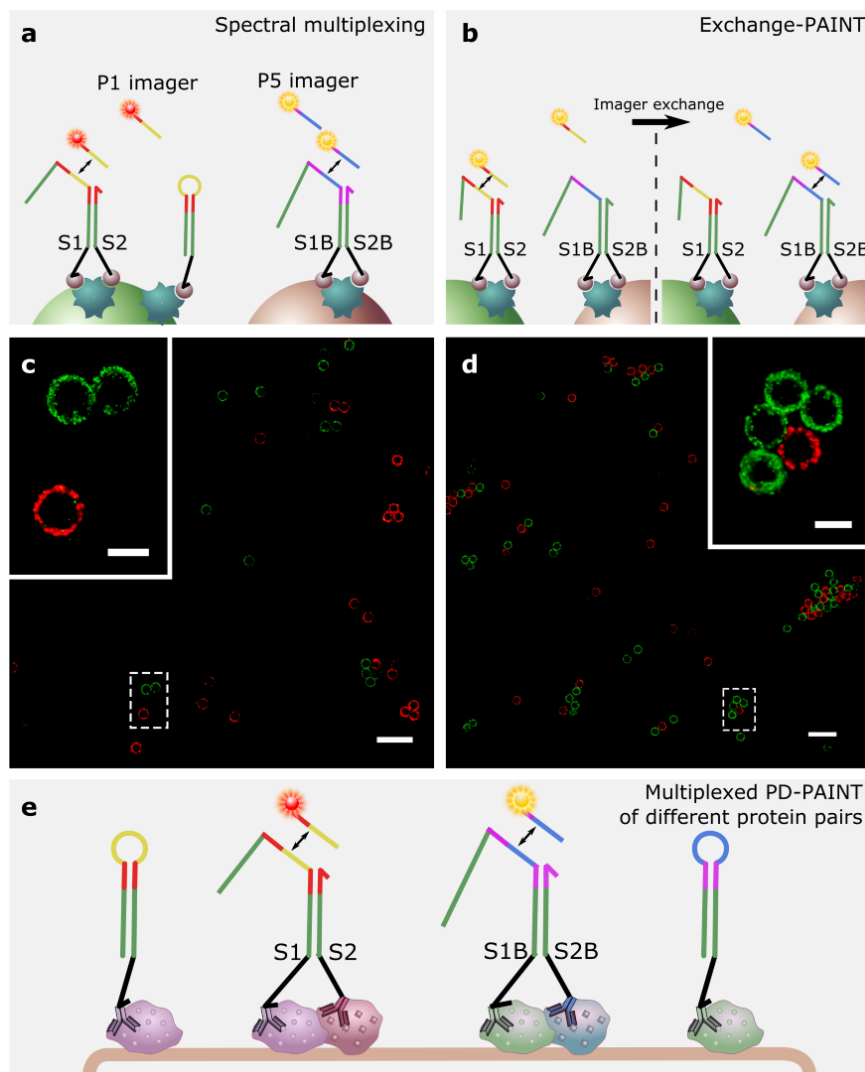 a
Spectral multiplexing
P1 imager
P5 imager
S1 S2
S1B S2B
b
Exchange-PAINT
Imager exchange
S1 S2
S1B S2B
S1 S2
S1B S2B
c
d
e
Multiplexed PD-PAINT
of different protein pairs
S1 S2
S1B S2B